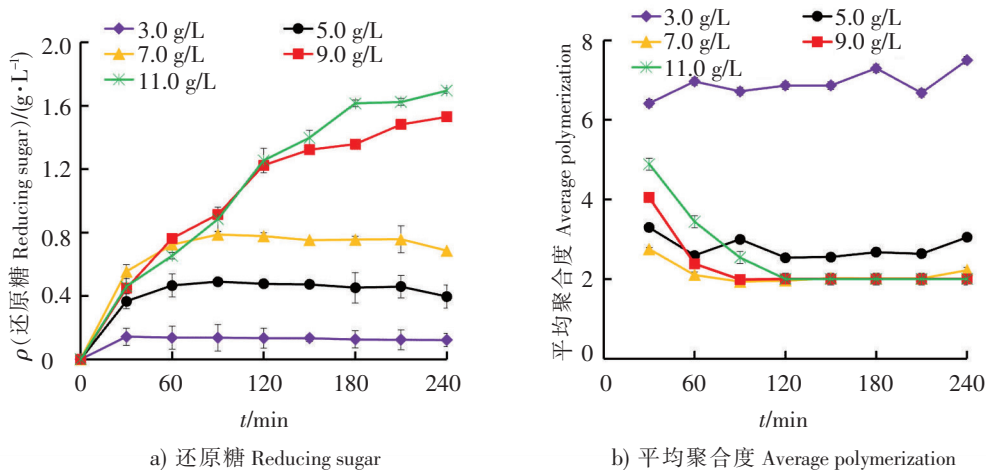 3.0 g/L 5.0 g/L
7.0 g/L 9.0 g/L
11.0 g/L
2.0
1.6
1.2
0.8
0.4
0
0 60 120 180 240
t/min
ρ(还原糖 Reducing sugar)/(g·L⁻¹)
a) 还原糖 Reducing sugar
3.0 g/L 5.0 g/L
7.0 g/L 9.0 g/L
11.0 g/L
8
6
4
2
0
0 60 120 180 240
t/min
平均聚合度 Average polymerization
b) 平均聚合度 Average polymerization